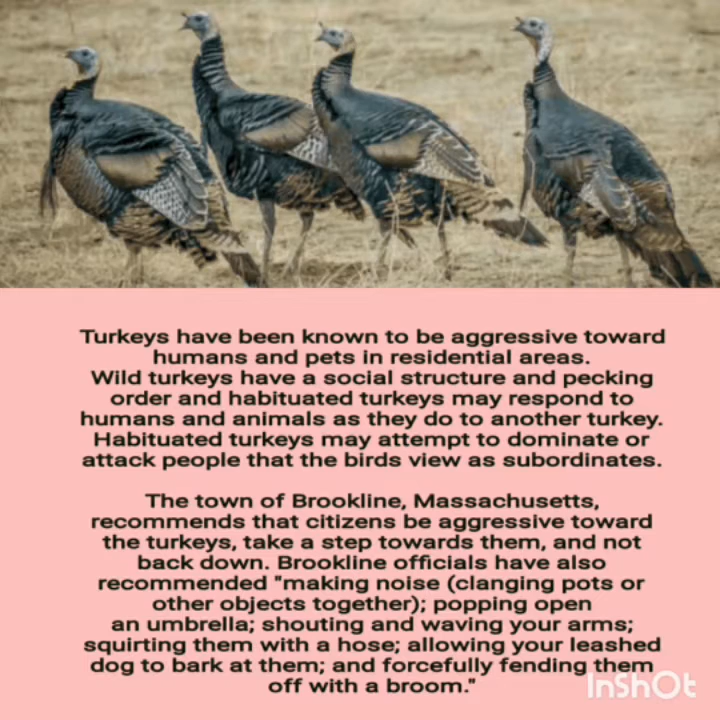 Turkeys have been known to be aggressive toward
humans and pets in residential areas.
Wild turkeys have a social structure and pecking
order and habituated turkeys may respond to
humans and animals as they do to another turkey.
Habituated turkeys may attempt to dominate or
attack people that the birds view as subordinates.
The town of Brookline, Massachusetts,
recommends that citizens be aggressive toward
the turkeys, take a step towards them, and not
back down. Brookline officials have also
recommended "making noise (clanging pots or
other objects together); popping open
an umbrella; shouting and waving your arms;
squirting them with a hose; allowing your leashed
dog to bark at them; and forcefully fending them
off with a broom."
InShOt